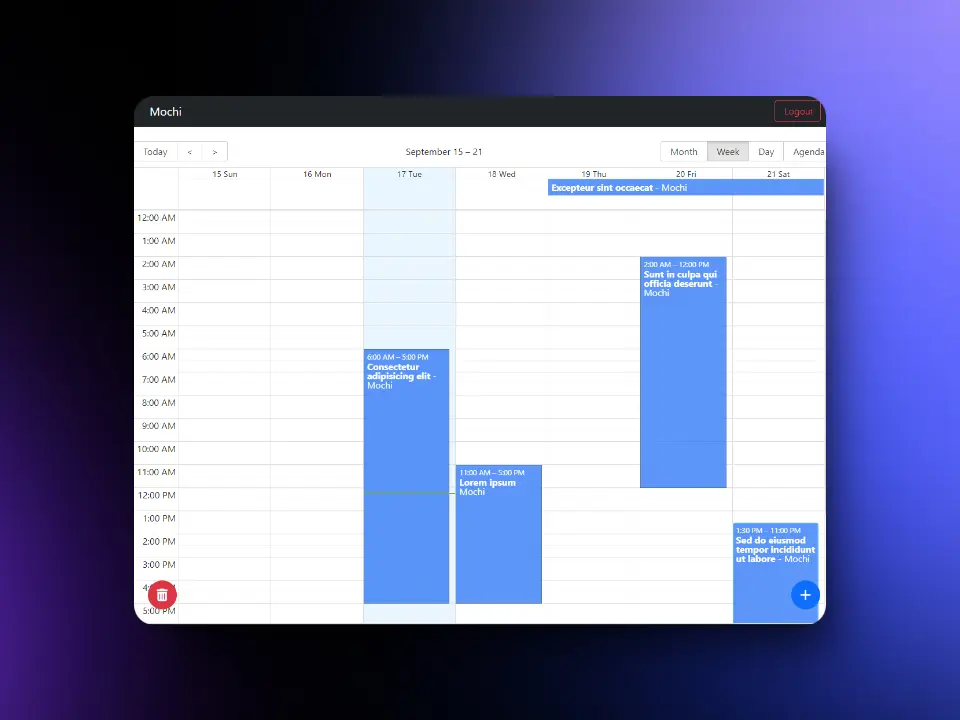 Mochi
Logout
Today < >
September 15 – 21
Month Week Day Agenda
15 Sun 16 Mon 17 Tue 18 Wed 19 Thu 20 Fri 21 Sat
Excepteur sint occaecat - Mochi
12:00 AM
1:00 AM
2:00 AM
3:00 AM
4:00 AM
5:00 AM
6:00 AM
7:00 AM
8:00 AM
9:00 AM
10:00 AM
11:00 AM
12:00 PM
1:00 PM
2:00 PM
3:00 PM
5:00 PM
6:00 AM – 5:00 PM
Consectetur
adipisicing elit -
Mochi
11:00 AM – 5:00 PM
Lorem ipsum -
Mochi
2:00 AM – 12:00 PM
Sunt in culpa qui
officia deserunt -
Mochi
1:30 PM – 11:00 PM
Sed do eiusmod
tempor incididunt
ut labore - Mochi
+